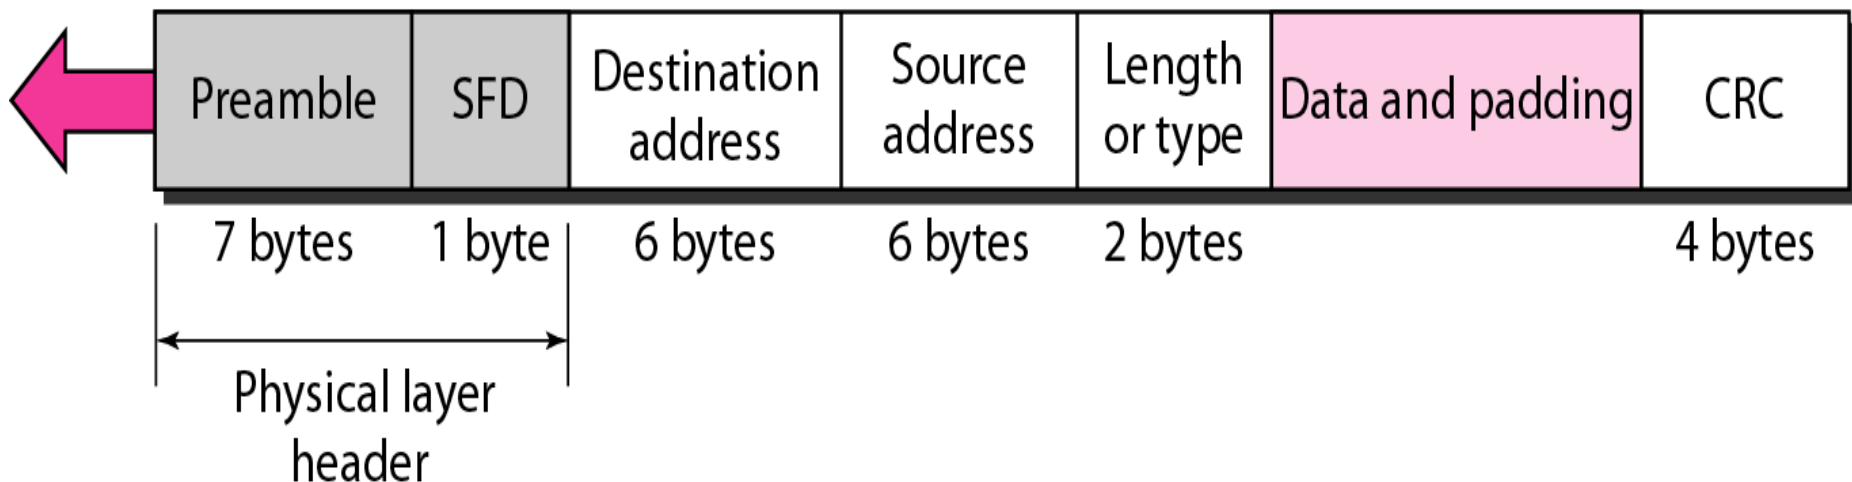 Preamble
SFD
Destination
address
Source
address
Length
or type
Data and padding
CRC
7 bytes
1 byte
6 bytes
6 bytes
2 bytes
4 bytes
Physical layer
header